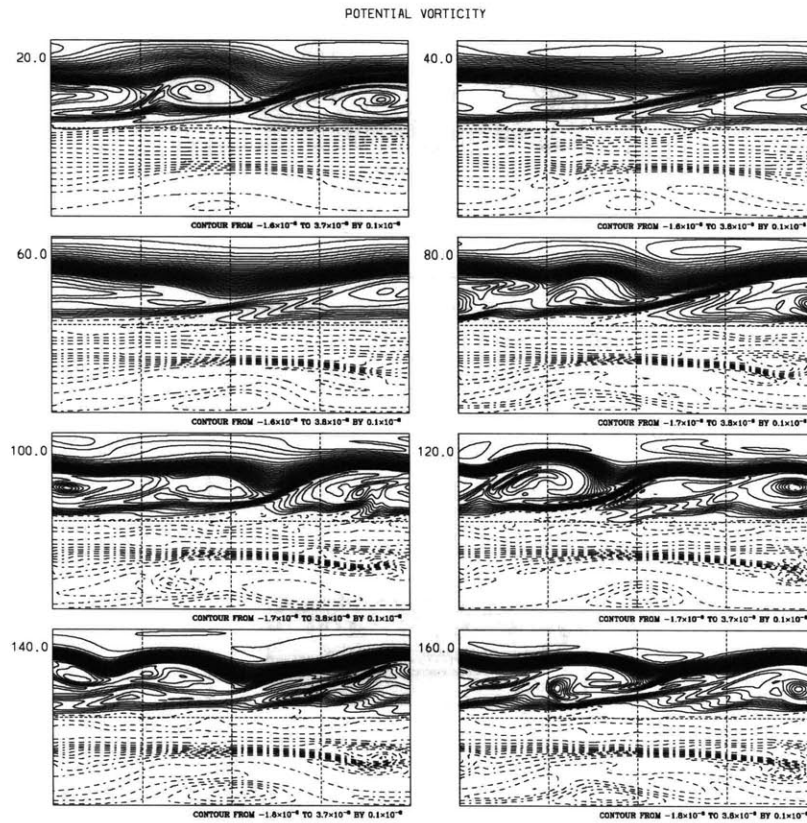 POTENTIAL VORTICITY
20.0
40.0
CONTOUR FROM -1.6×10⁻⁶ TO 3.7×10⁻⁶ BY 0.1×10⁻⁶
CONTOUR FROM -1.6×10⁻⁶ TO 3.8×10⁻⁶ BY 0.1×10⁻⁶
60.0
80.0
CONTOUR FROM -1.6×10⁻⁶ TO 3.8×10⁻⁶ BY 0.1×10⁻⁶
CONTOUR FROM -1.7×10⁻⁶ TO 3.8×10⁻⁶ BY 0.1×10⁻⁶
100.0
120.0
CONTOUR FROM -1.7×10⁻⁶ TO 3.8×10⁻⁶ BY 0.1×10⁻⁶
CONTOUR FROM -1.7×10⁻⁶ TO 3.7×10⁻⁶ BY 0.1×10⁻⁶
140.0
160.0
CONTOUR FROM -1.8×10⁻⁶ TO 3.7×10⁻⁶ BY 0.1×10⁻⁶
CONTOUR FROM -1.8×10⁻⁶ TO 3.8×10⁻⁶ BY 0.1×10⁻⁶